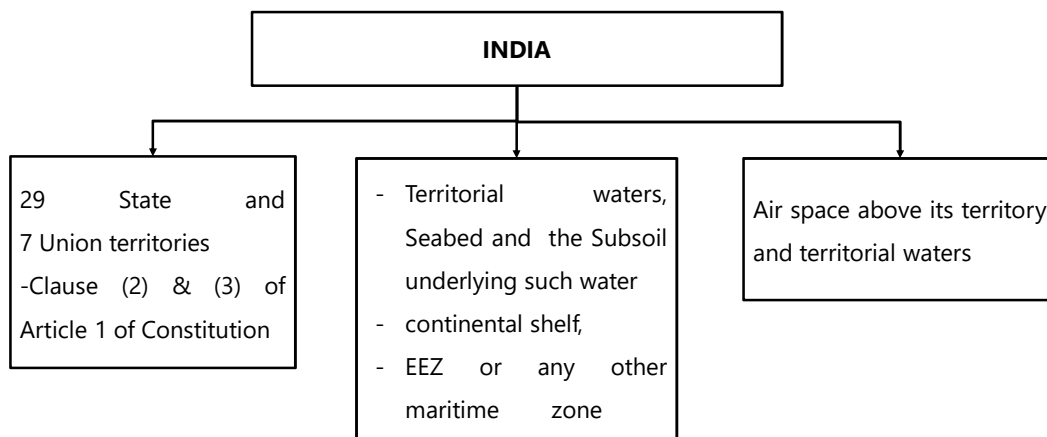 INDIA
29 State and
7 Union territories
-Clause (2) & (3) of
Article 1 of Constitution
- Territorial waters,
Seabed and the Subsoil
underlying such water
- continental shelf,
- EEZ or any other
maritime zone
Air space above its territory
and territorial waters